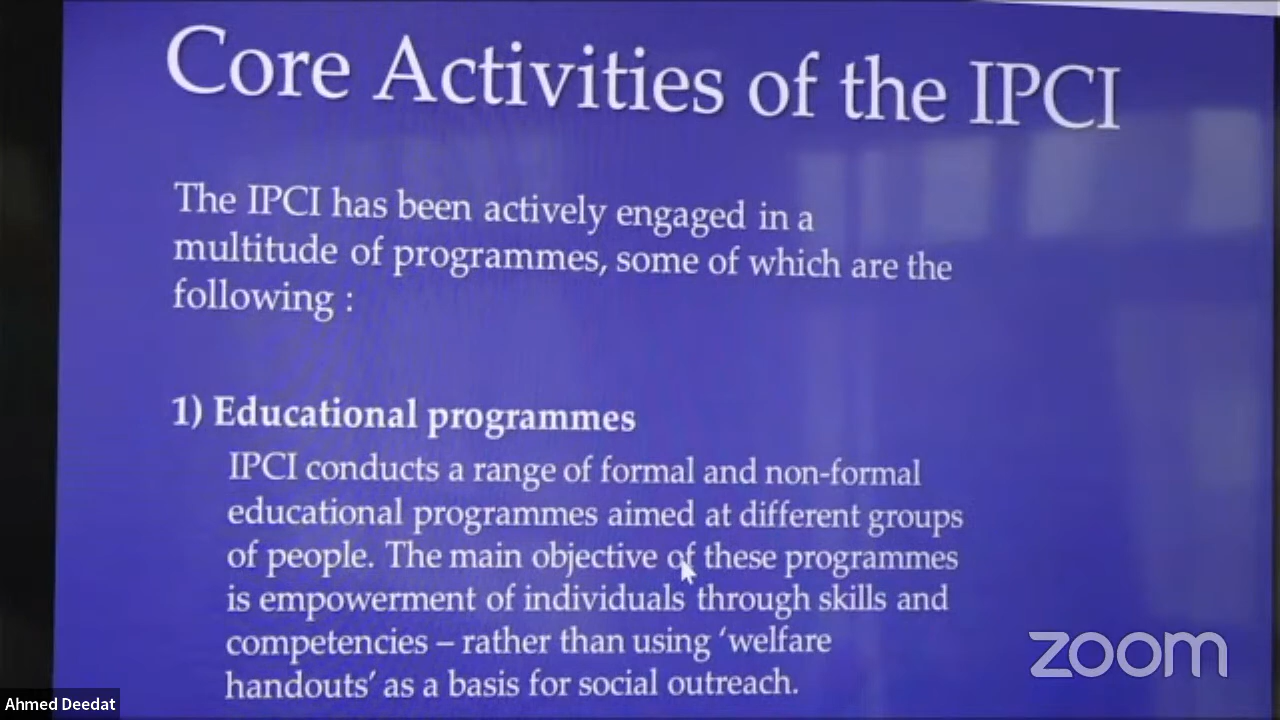 Core Activities of the IPCI
The IPCI has been actively engaged in a
multitude of programmes, some of which are the
following :
1) Educational programmes
IPCI conducts a range of formal and non-formal
educational programmes aimed at different groups
of people. The main objective of these programmes
is empowerment of individuals through skills and
competencies – rather than using ‘welfare
handouts’ as a basis for social outreach.
zoom
Ahmed Deedat